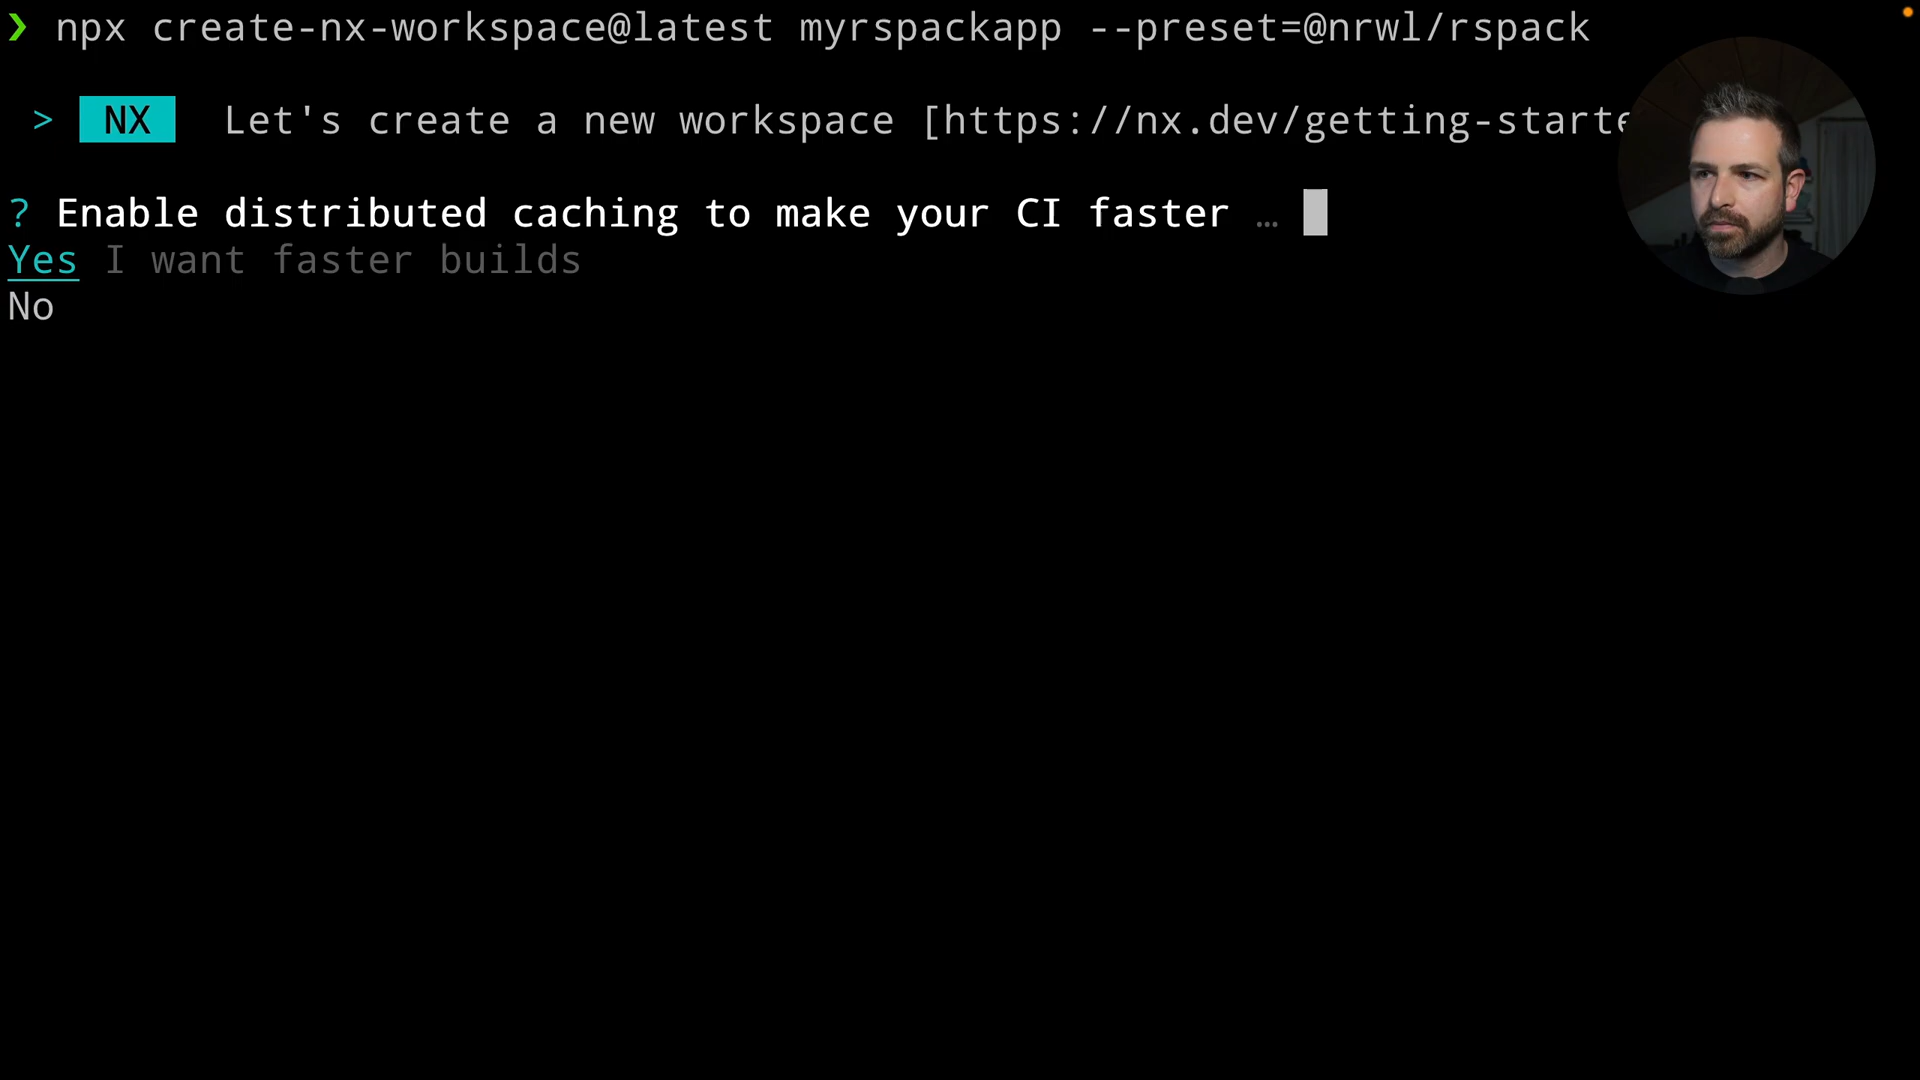 ❯ npx create-nx-workspace@latest myrspackapp --preset=@nrwl/rspack
> NX Let's create a new workspace [https://nx.dev/getting-starte
? Enable distributed caching to make your CI faster …
Yes I want faster builds
No